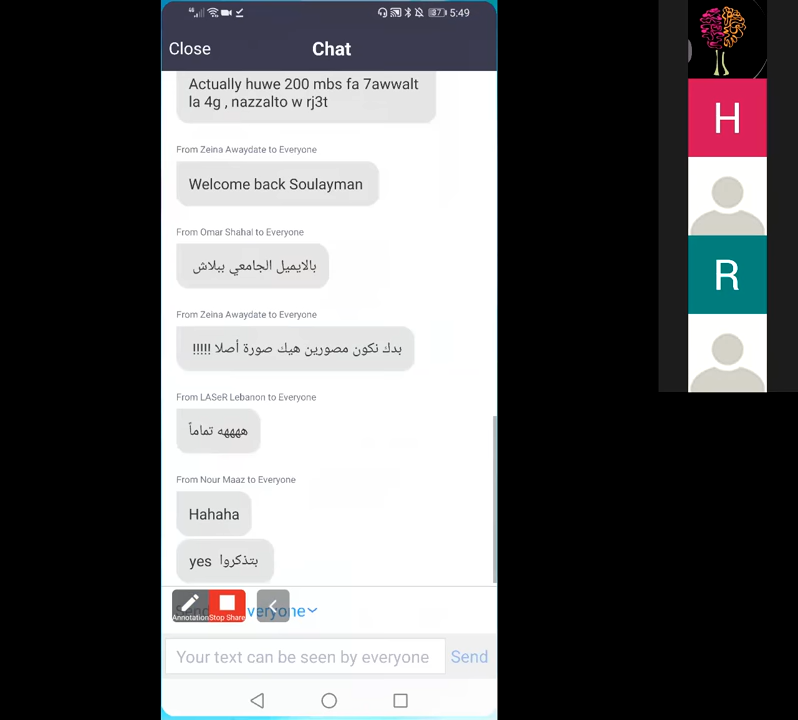 5:49
Close
Chat
Actually huwe 200 mbs fa 7awwalt
la 4g , nazzalto w rj3t
From Zeina Awaydate to Everyone
Welcome back Soulayman
From Omar Shahal to Everyone
بالايميل الجامعي ببلاش
From Zeina Awaydate to Everyone
بدك نكون مصورين هيك صورة أصلا !!!!!
From LASeR Lebanon to Everyone
ههههه تماماً
From Nour Maaz to Everyone
Hahaha
yes بتذكروا
Annotation
Stop Share
Your text can be seen by everyone
Send
H
R